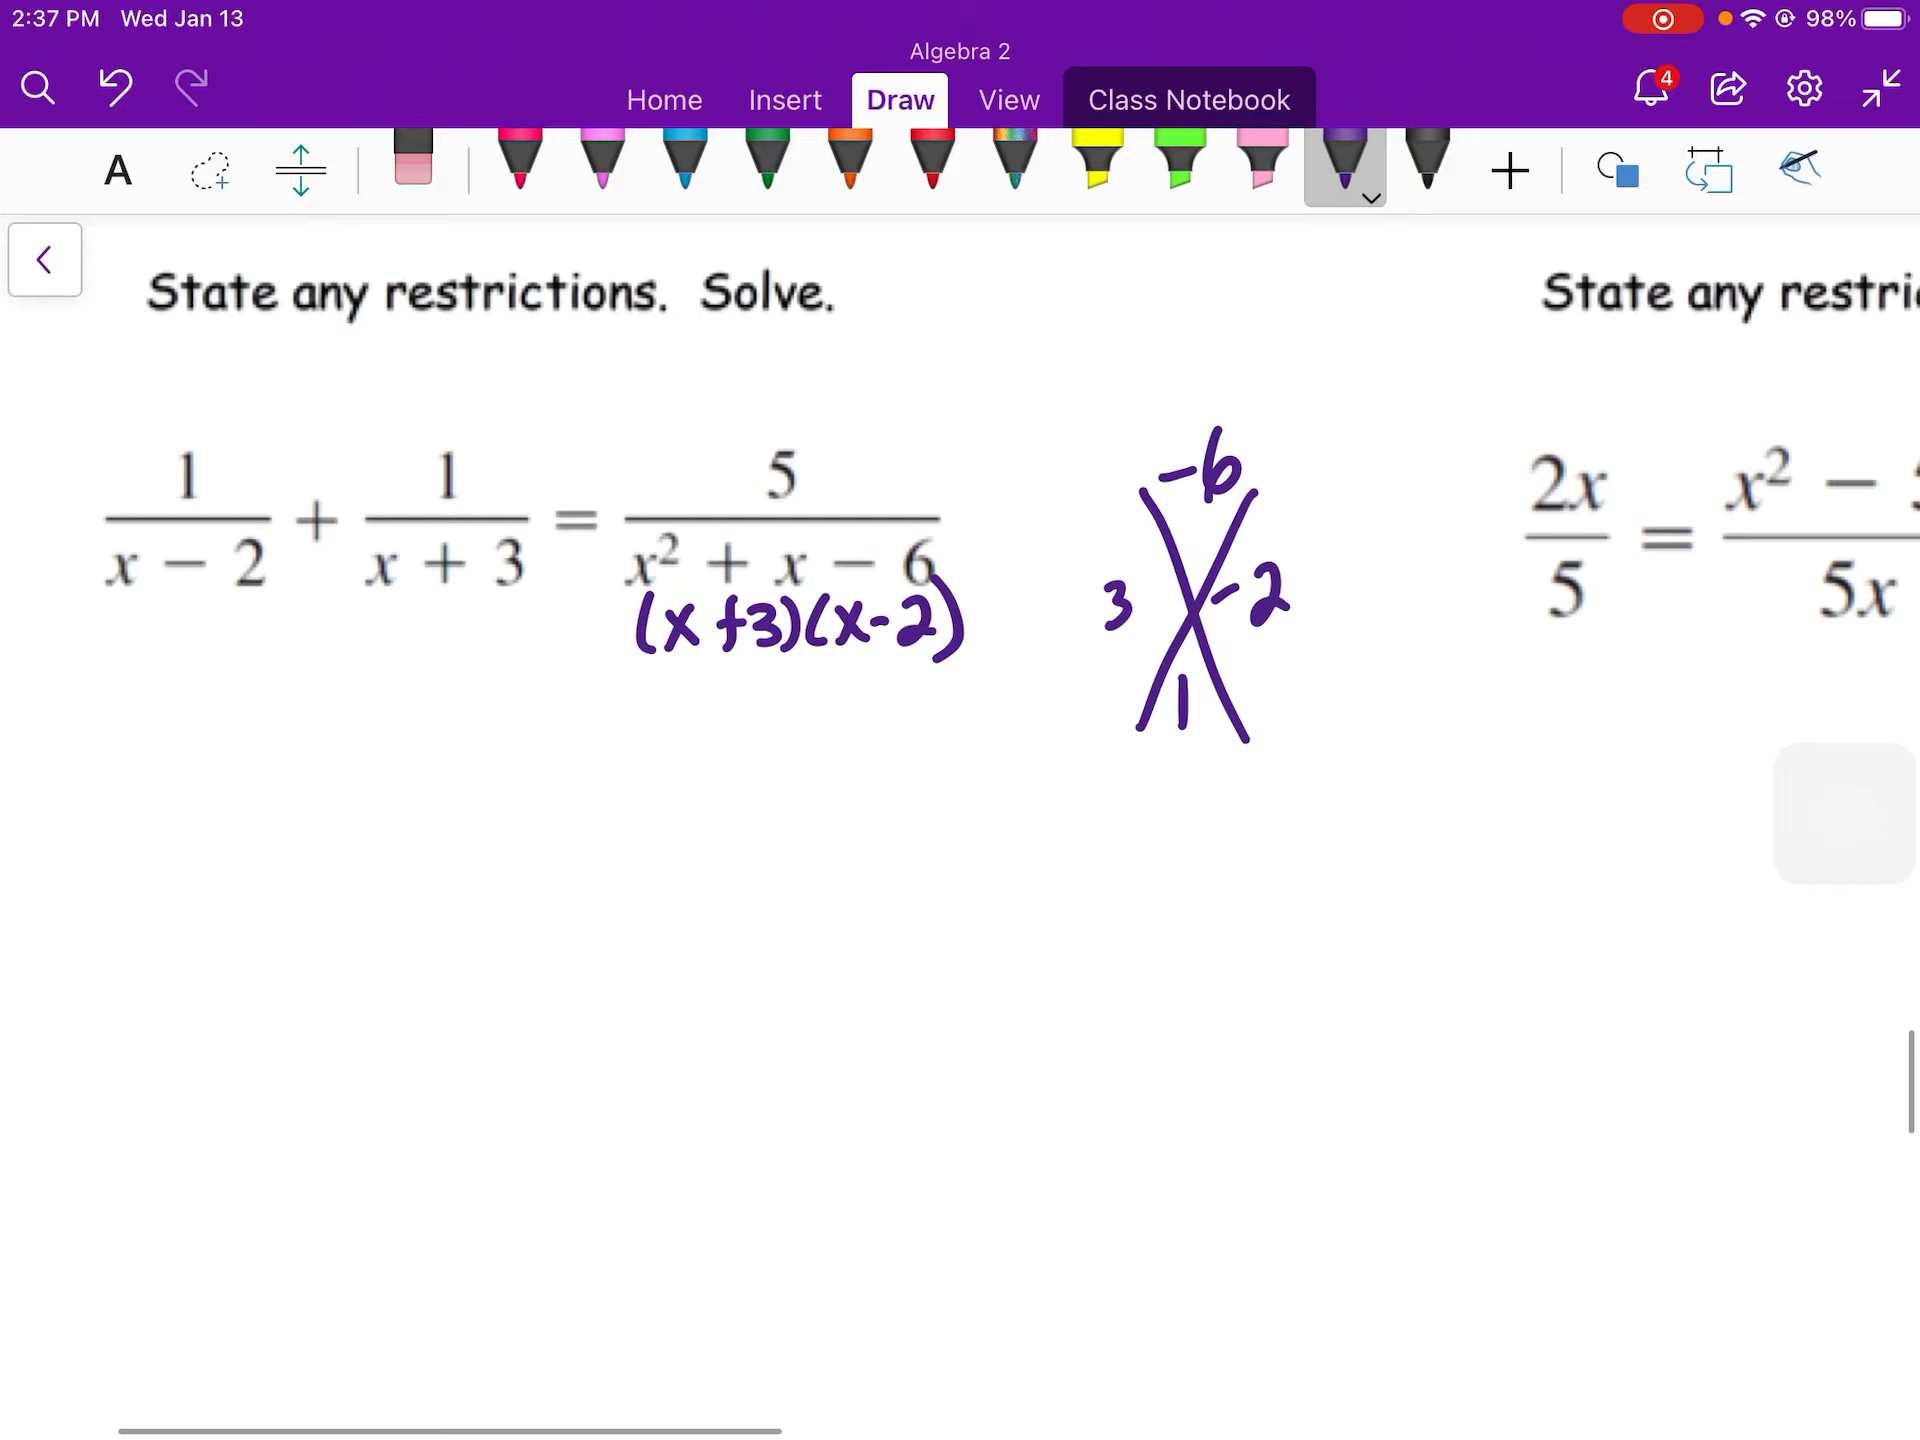 2:37 PM Wed Jan 13
98%
Algebra 2
Home Insert Draw View Class Notebook
4
A
State any restrictions. Solve.
State any
1/(x − 2) + 1/(x + 3) = 5/(x² + x − 6)
(x+3)(x-2)
-6
3 -2
1
2x/5 = x² − /5x